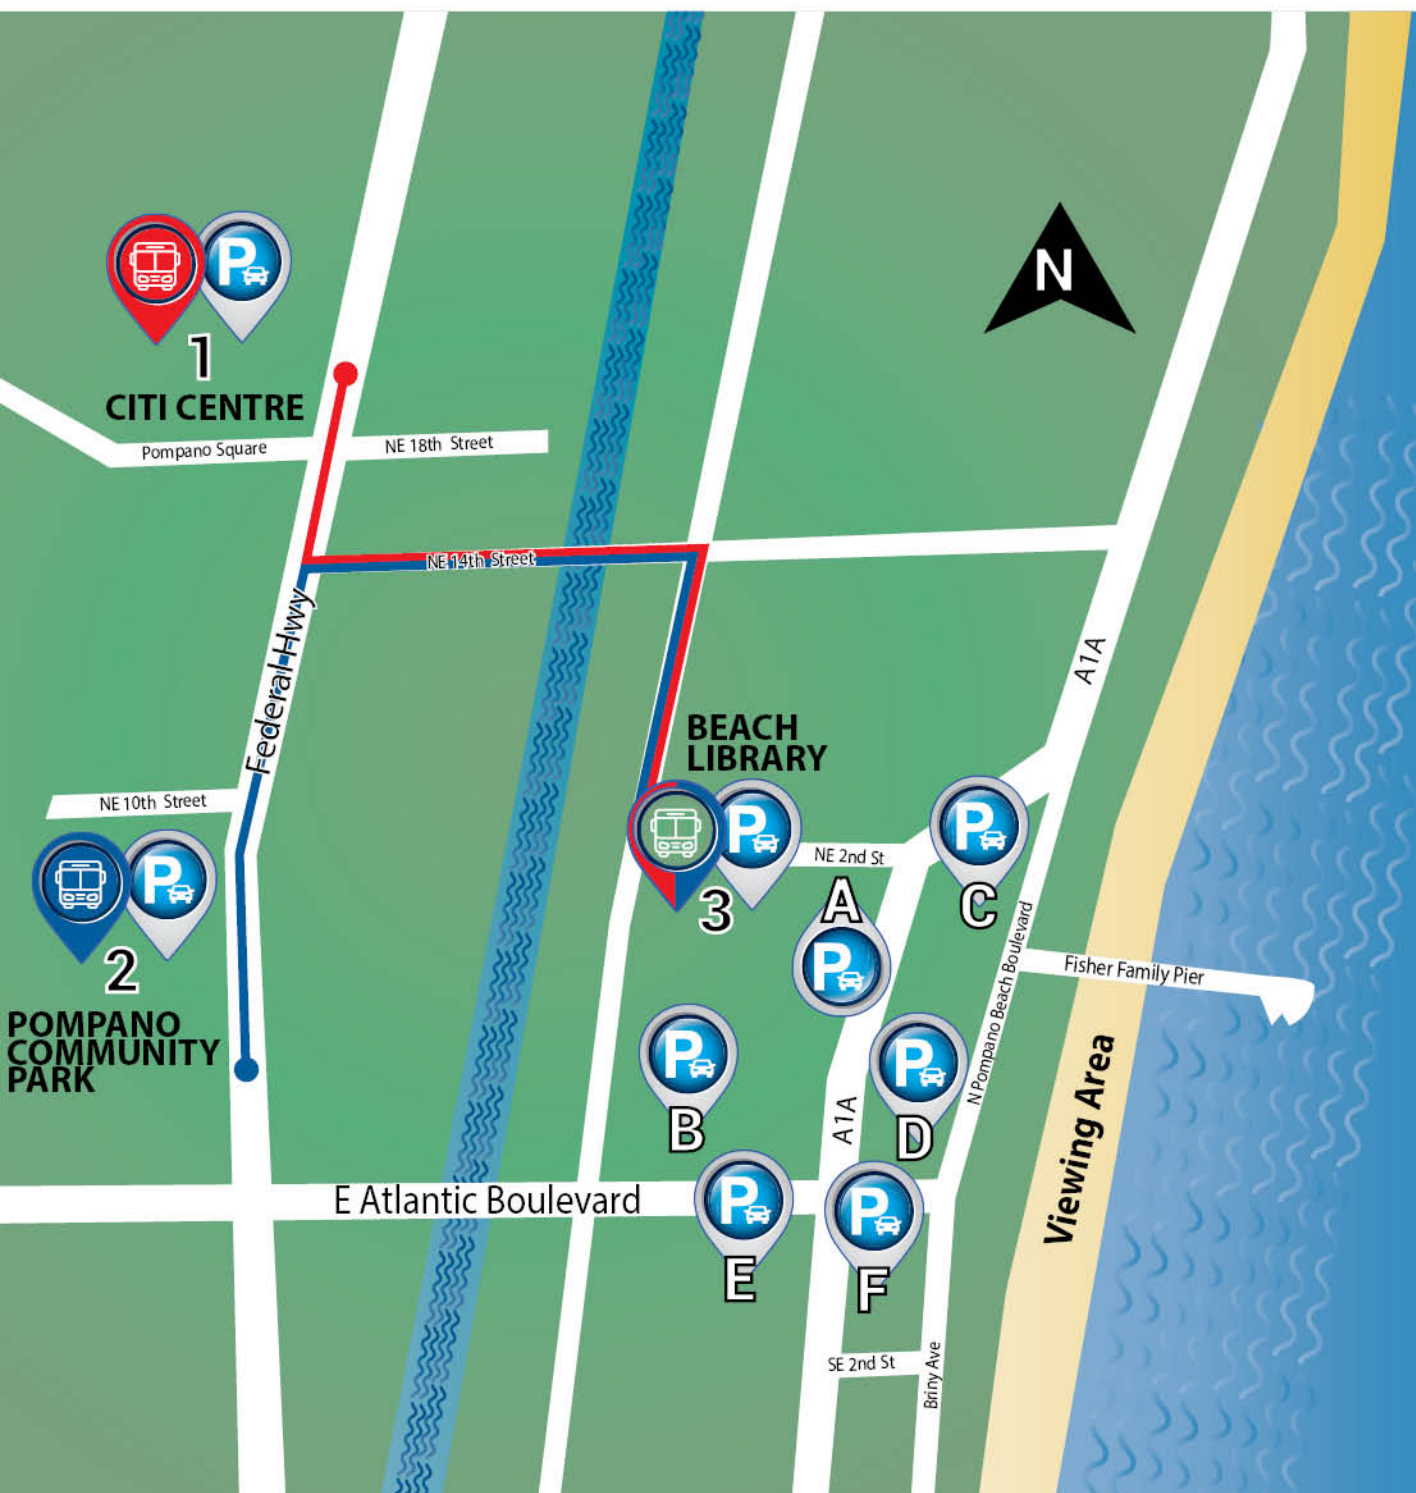 N
P
1
CITI CENTRE
Pompano Square
NE 18th Street
NE 14th Street
Federal Hwy
A1A
BEACH
LIBRARY
NE 10th Street
P
P
P
NE 2nd St
3
A
C
P
2
N Pompano Beach Boulevard
Fisher Family Pier
POMPANO
COMMUNITY
PARK
P
P
B
A1A
D
Viewing Area
E Atlantic Boulevard
P
P
E
F
SE 2nd St
Briny Ave